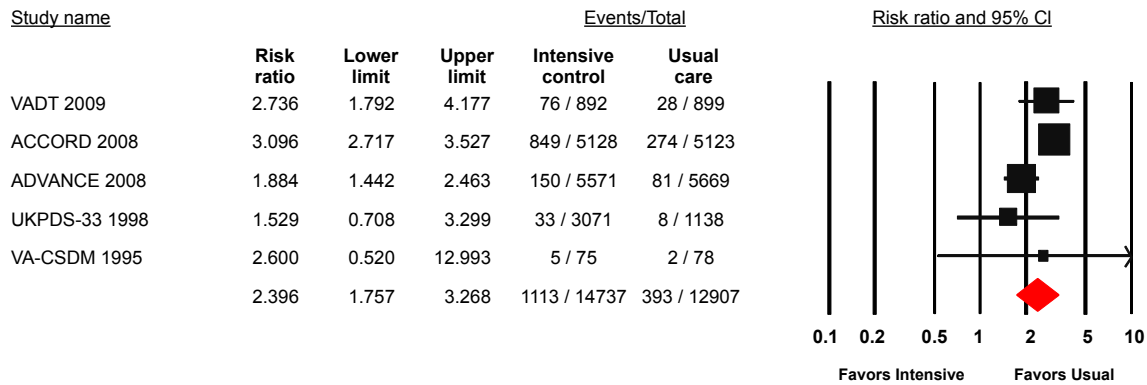 Study name Events/Total Risk ratio and 95% CI
Risk Lower Upper Intensive Usual
ratio limit limit control care
VADT 2009 2.736 1.792 4.177 76 / 892 28 / 899
ACCORD 2008 3.096 2.717 3.527 849 / 5128 274 / 5123
ADVANCE 2008 1.884 1.442 2.463 150 / 5571 81 / 5669
UKPDS-33 1998 1.529 0.708 3.299 33 / 3071 8 / 1138
VA-CSDM 1995 2.600 0.520 12.993 5 / 75 2 / 78
2.396 1.757 3.268 1113 / 14737 393 / 12907
0.1 0.2 0.5 1 2 5 10
Favors Intensive Favors Usual